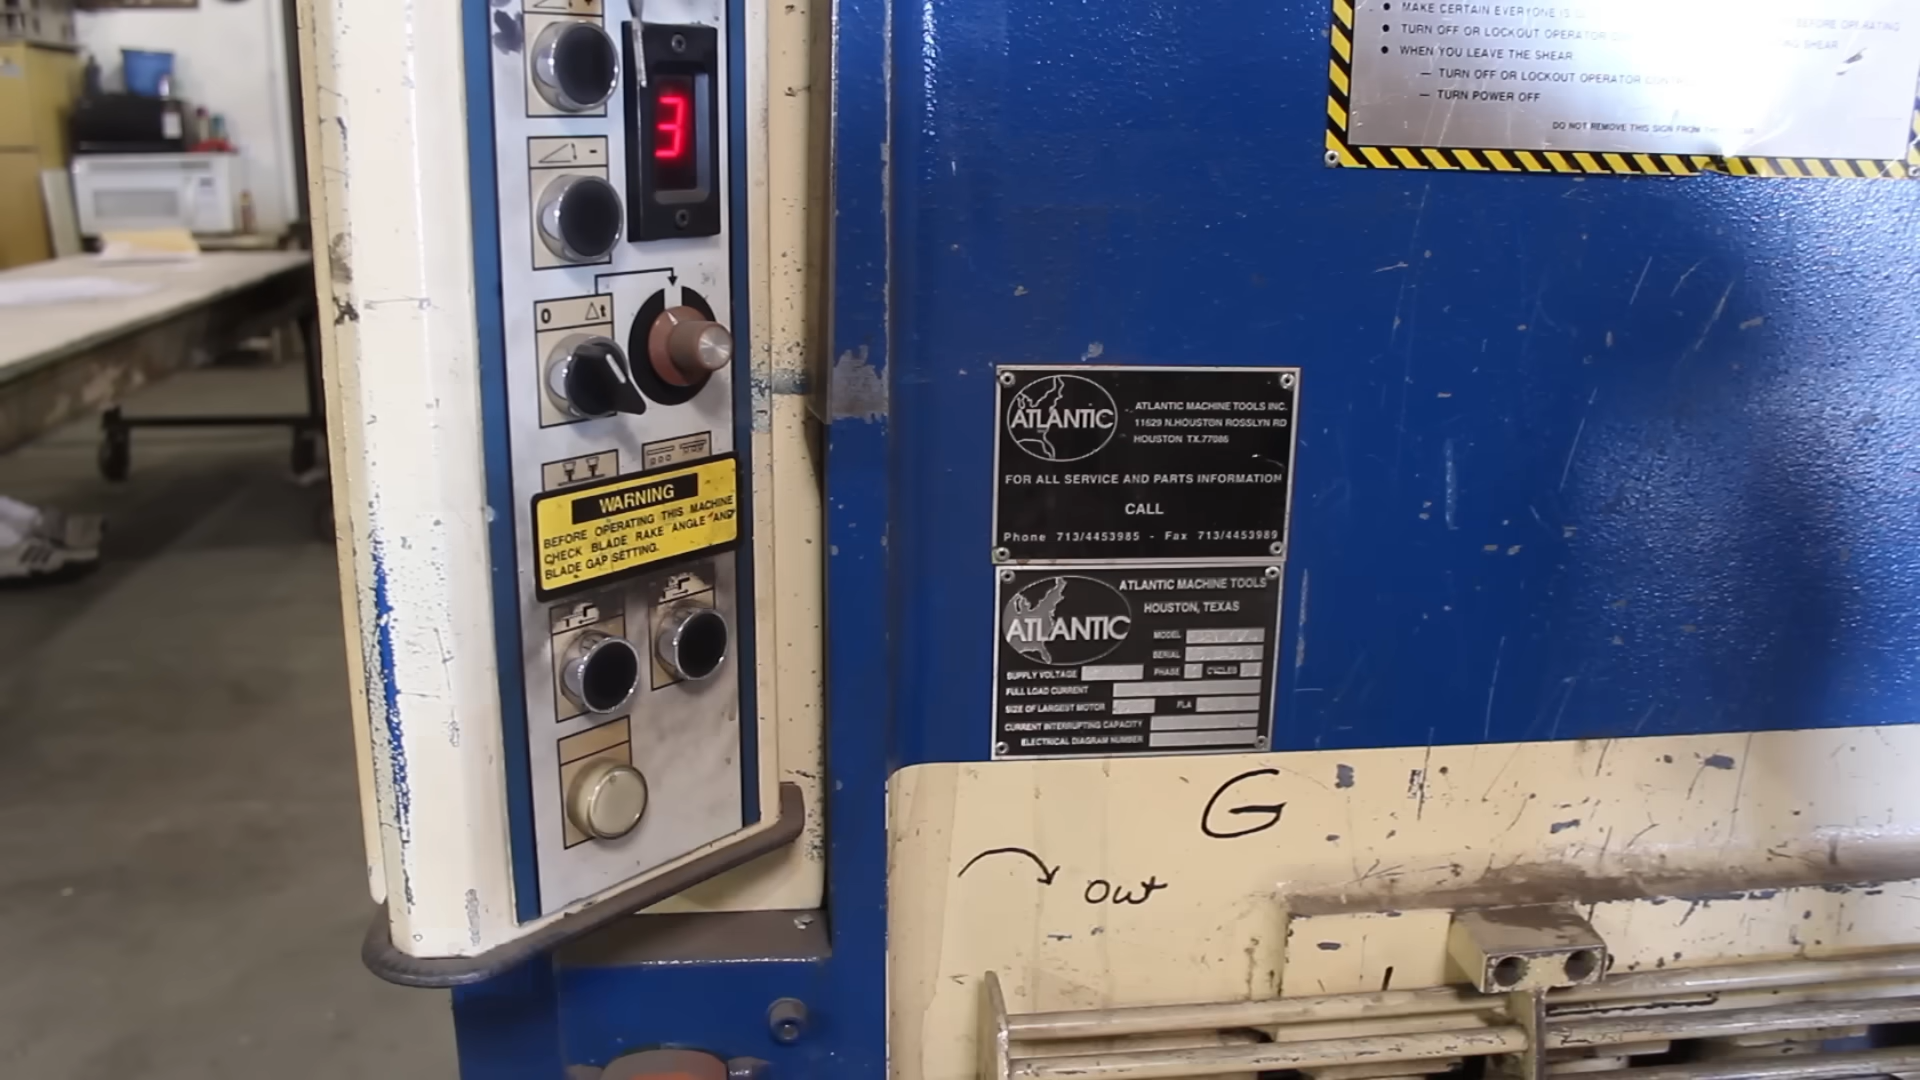 3
-
0 Δt
WARNING
BEFORE OPERATING THIS MACHINE
CHECK BLADE RAKE ANGLE AND
BLADE GAP SETTING.
MAKE CERTAIN EVERYONE IS
BEFORE OPERATING
TURN OFF OR LOCKOUT OPERATOR
SHEAR
WHEN YOU LEAVE THE SHEAR
— TURN OFF OR LOCKOUT OPERATOR
— TURN POWER OFF
DO NOT REMOVE THIS SIGN FROM
ATLANTIC
ATLANTIC MACHINE TOOLS INC.
11629 N.HOUSTON ROSSLYN RD
HOUSTON TX.77086
FOR ALL SERVICE AND PARTS INFORMATION
CALL
Phone 713/4453985 - Fax 713/4453989
ATLANTIC
ATLANTIC MACHINE TOOLS
HOUSTON, TEXAS
MODEL
SERIAL
SUPPLY VOLTAGE PHASE CYCLES
FULL LOAD CURRENT
SIZE OF LARGEST MOTOR FLA
CURRENT INTERRUPTING CAPACITY
ELECTRICAL DIAGRAM NUMBER
G
out